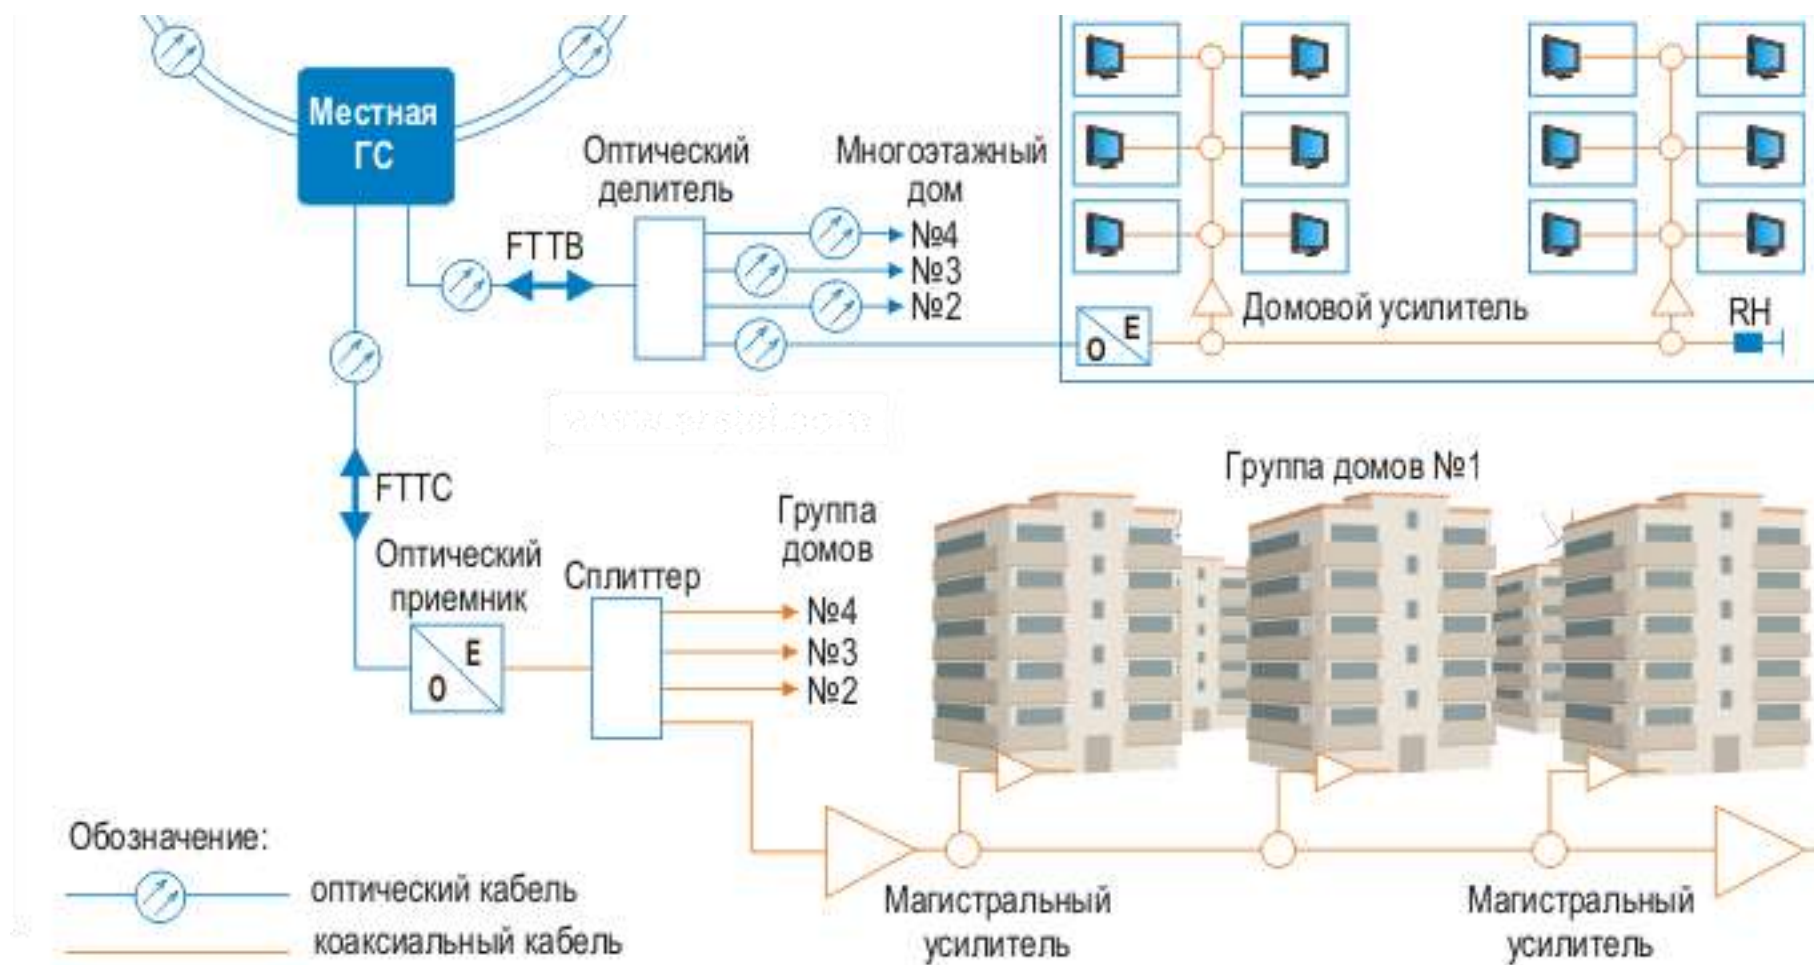 Местная
ГС
Оптический
делитель
Многоэтажный
дом
FTTB
№4
№3
№2
Домовой усилитель
E
O
RH
FTTC
Оптический
приемник
E
O
Сплиттер
Группа
домов
№4
№3
№2
Группа домов №1
Магистральный
усилитель
Магистральный
усилитель
Обозначение:
оптический кабель
коаксиальный кабель